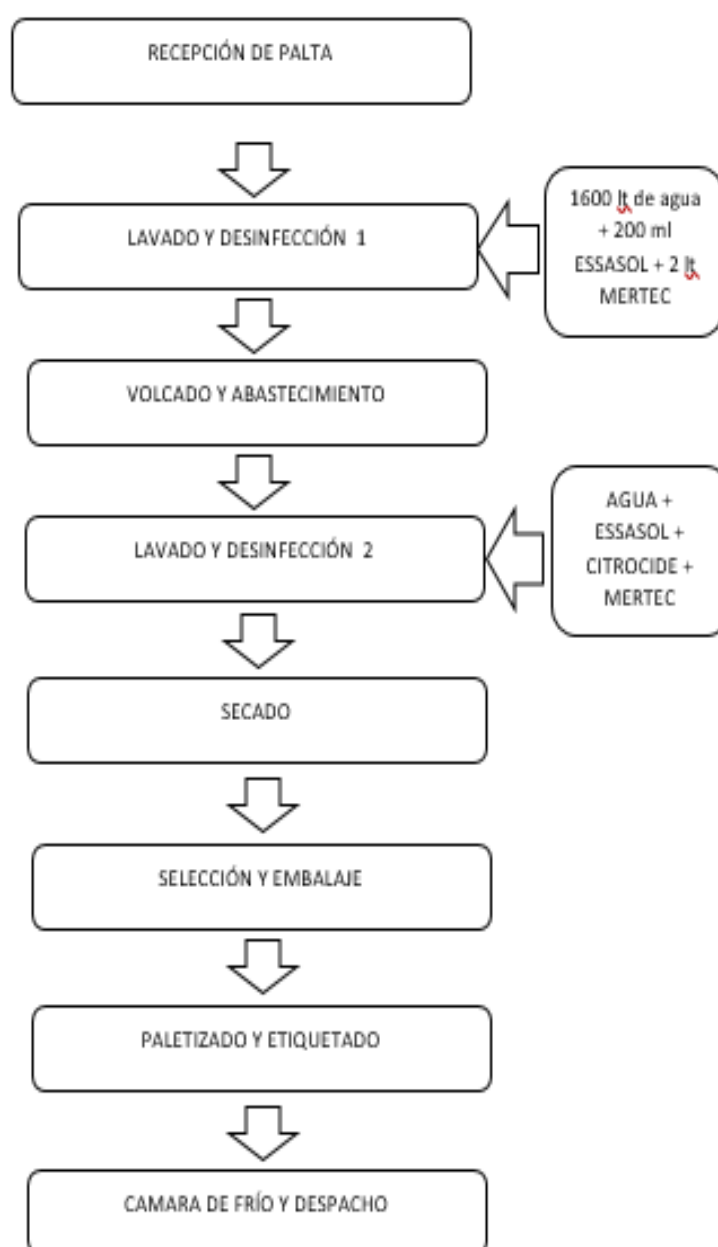 RECEPCIÓN DE PALTA
LAVADO Y DESINFECCIÓN 1
1600 lt de agua
+ 200 ml
ESSASOL + 2 lt
MERTEC
VOLCADO Y ABASTECIMIENTO
LAVADO Y DESINFECCIÓN 2
AGUA +
ESSASOL +
CITROCIDE +
MERTEC
SECADO
SELECCIÓN Y EMBALAJE
PALETIZADO Y ETIQUETADO
CAMARA DE FRÍO Y DESPACHO